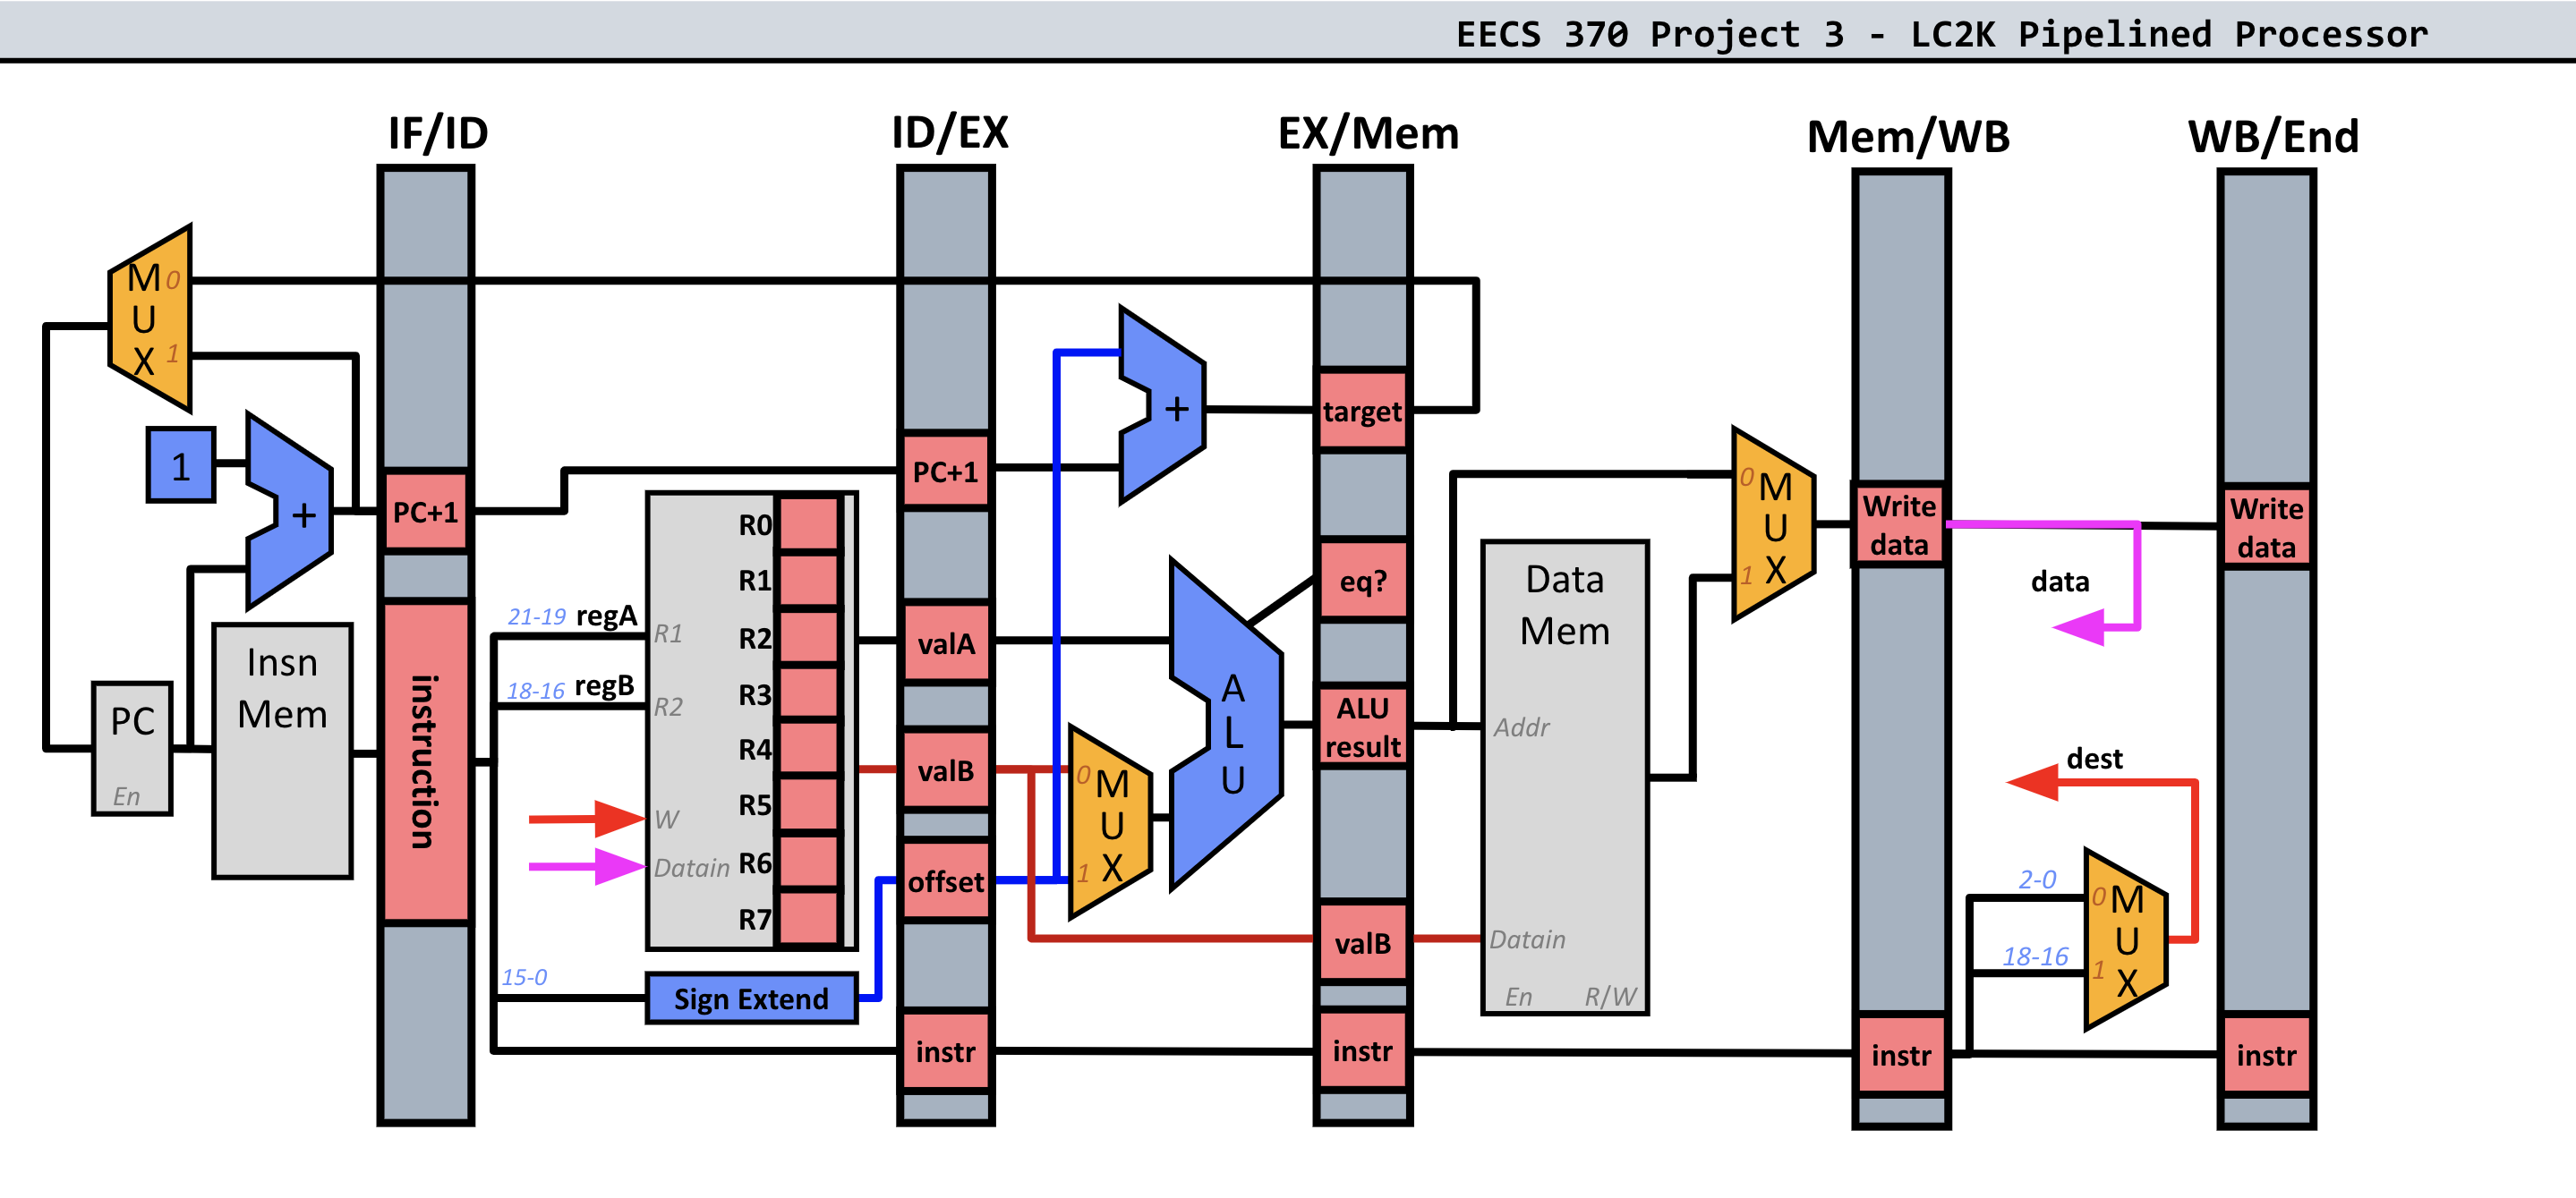 EECS 370 Project 3 - LC2K Pipelined Processor
IF/ID
ID/EX
EX/Mem
Mem/WB
WB/End
M
U
X
0
1
1
+
PC
En
Insn
Mem
PC+1
instruction
21-19 regA
18-16 regB
15-0
R1
R2
W
Datain
R0
R1
R2
R3
R4
R5
R6
R7
Sign Extend
PC+1
valA
valB
offset
instr
+
M
U
X
0
1
A
L
U
target
eq?
ALU
result
valB
instr
Data
Mem
Addr
Datain
En
R/W
0
1
M
U
X
Write
data
instr
data
dest
2-0
18-16
0
1
M
U
X
Write
data
instr